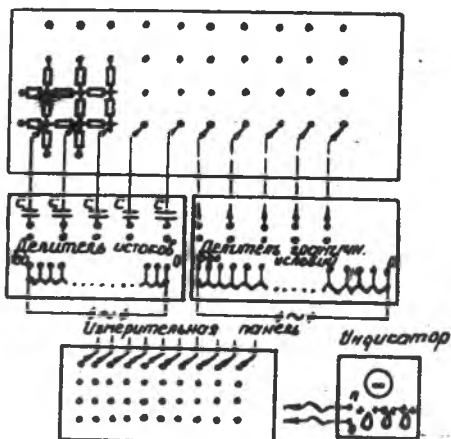 C C C C C
Делитель истоков
Делитель граничн. условий
Измерительная панель
Индикатор